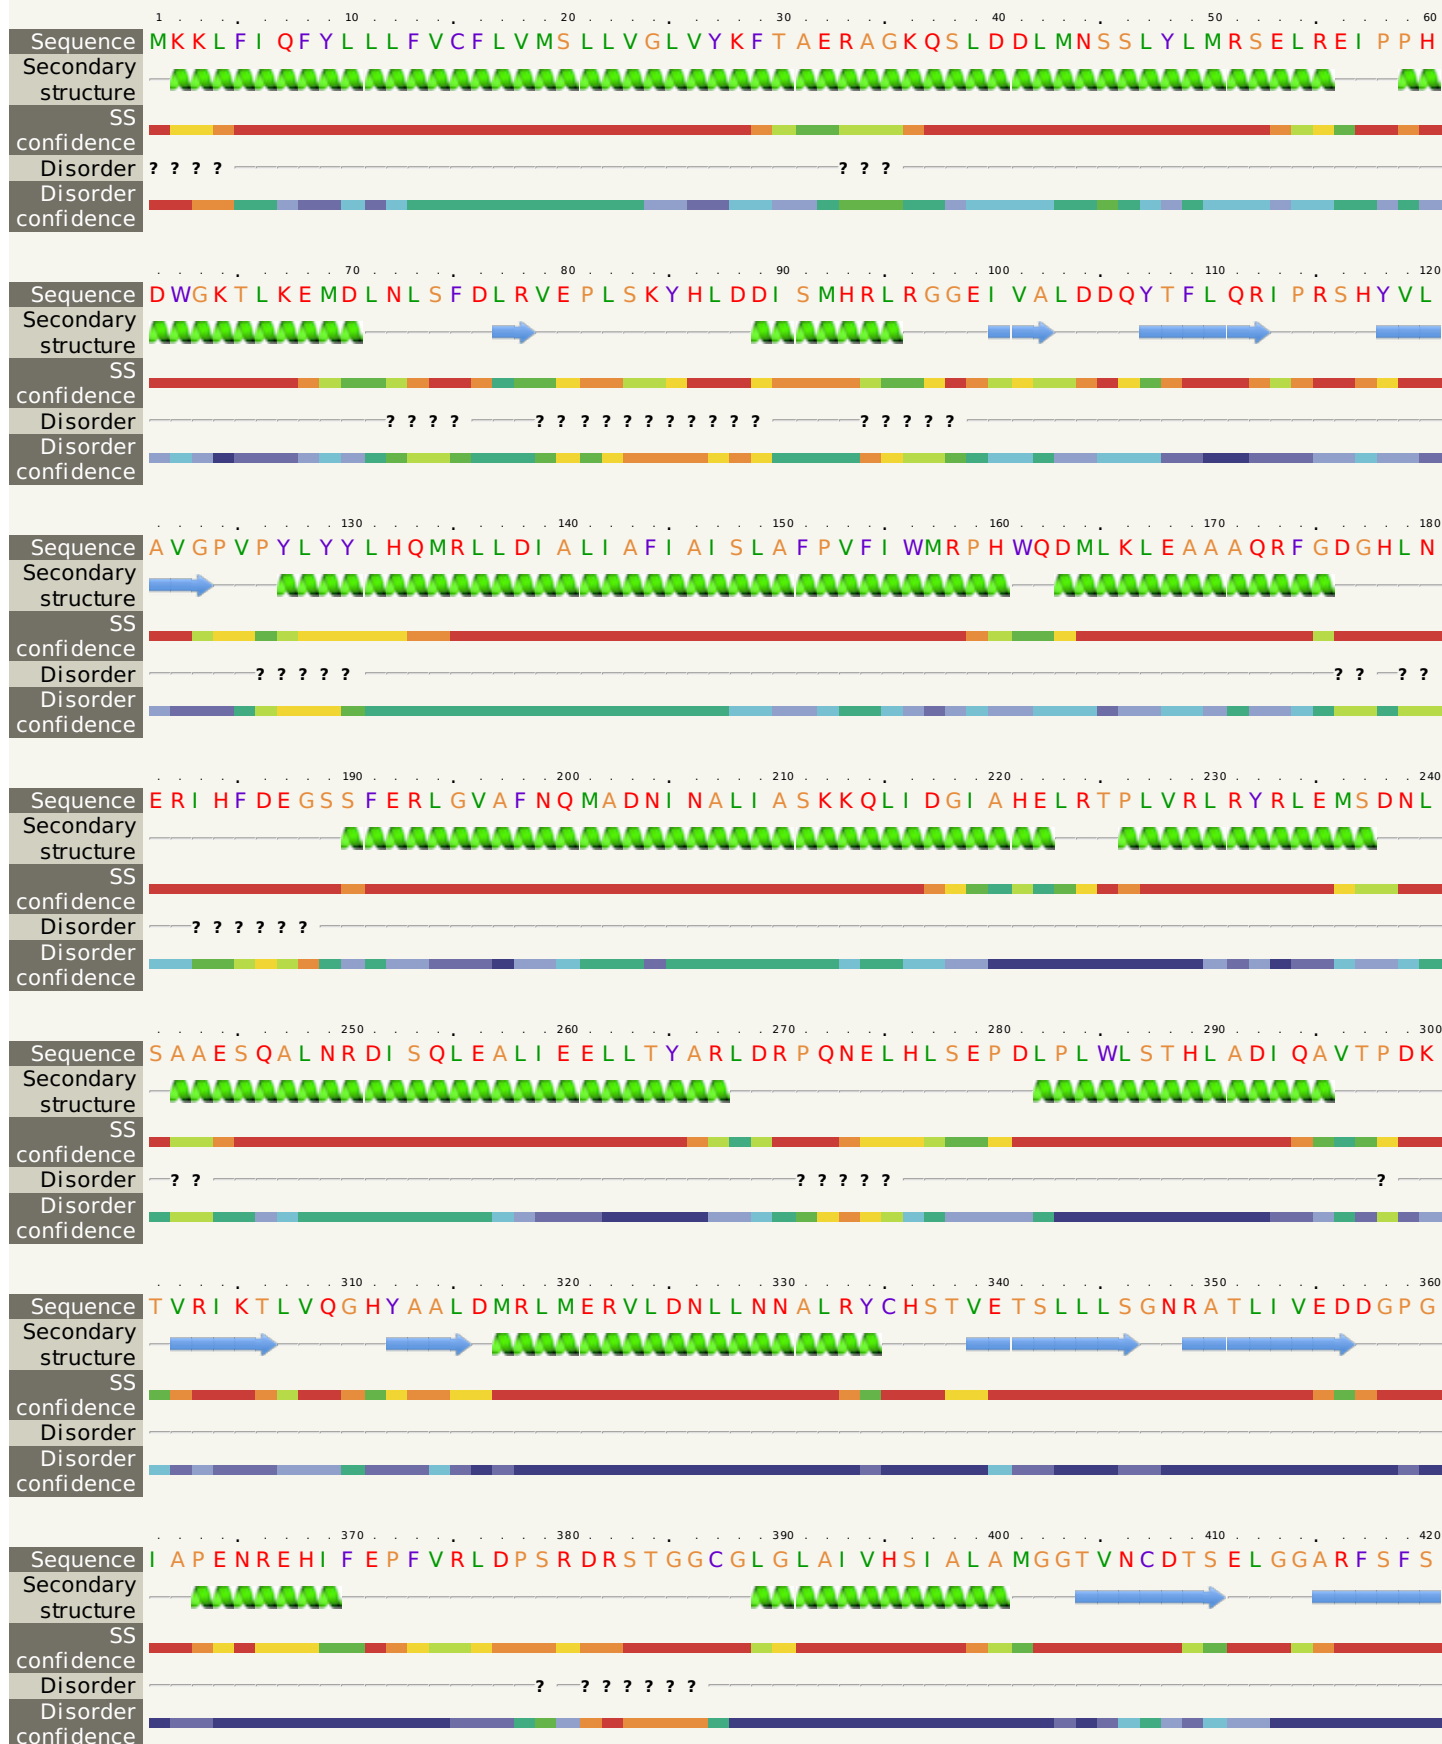 1 10 20 30 40 50 60
Sequence MKKLFIQFYLLLFVCFLVMSLLVGLVYKFTAERAGKQSLDDLMNSSLYLMRSELREIPPH
Secondary
structure
SS
confidence
Disorder ? ? ? ? ? ? ?
Disorder
confidence
70 80 90 100 110 120
Sequence DWGKTLKEMDLNLSFDLRVEPLSKYHLDDISMHRLRGGEIVALDDQYTFLQRIPRSHYVL
Secondary
structure
SS
confidence
Disorder ? ? ? ? ? ? ? ? ? ? ? ? ? ? ? ? ? ? ? ?
Disorder
confidence
130 140 150 160 170 180
Sequence AVGPVPYLYYLHQMRLLDIALIAFIAISLAFPVFIWMRPHWQDMLKLEAAAQRFGDGHLN
Secondary
structure
SS
confidence
Disorder ? ? ? ? ? ? ? ? ?
Disorder
confidence
190 200 210 220 230 240
Sequence ERIHFDEGSSFERLGVAFNQMADNINALIASKKQLIDGIAHELRTPLVRLRYRLEMSDNL
Secondary
structure
SS
confidence
Disorder ? ? ? ? ? ?
Disorder
confidence
250 260 270 280 290 300
Sequence SAAESQALNRDISQLEALIEELLTYARLDRPQNELHLSEPDLPLWLSTHLADIQAVTPDK
Secondary
structure
SS
confidence
Disorder ? ? ? ? ? ? ? ?
Disorder
confidence
310 320 330 340 350 360
Sequence TVRIKTLVQGHYAALDMRLMERVLDNLLNNALRYCHSTVETSLLLSGNRATLIVEDDGPG
Secondary
structure
SS
confidence
Disorder
Disorder
confidence
370 380 390 400 410 420
Sequence IAPENREHIFEPFVRLDPSRDRSTGGCGLGLAIVHSIALAMGGTVNCDTSELGGARFSFS
Secondary
structure
SS
confidence
Disorder ? ? ? ? ? ? ?
Disorder
confidence